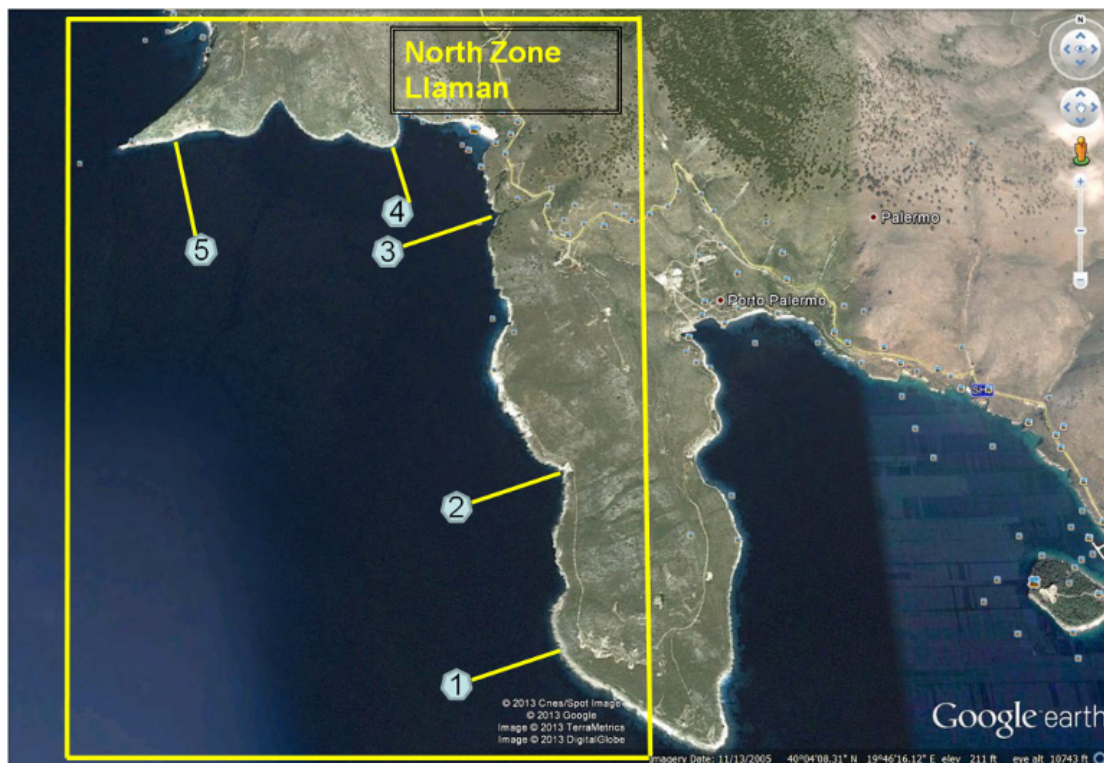 North Zone
Llaman
N
Palermo
4
5
3
Porto Palermo
SH8
2
1
© 2013 Cnes/Spot Image
© 2013 Google
Image © 2013 TerraMetrics
Image © 2013 DigitalGlobe
Google earth
Imagery Date: 11/13/2005 40°04'08.31" N 19°46'16.12" E elev 211 ft eye alt 10743 ft